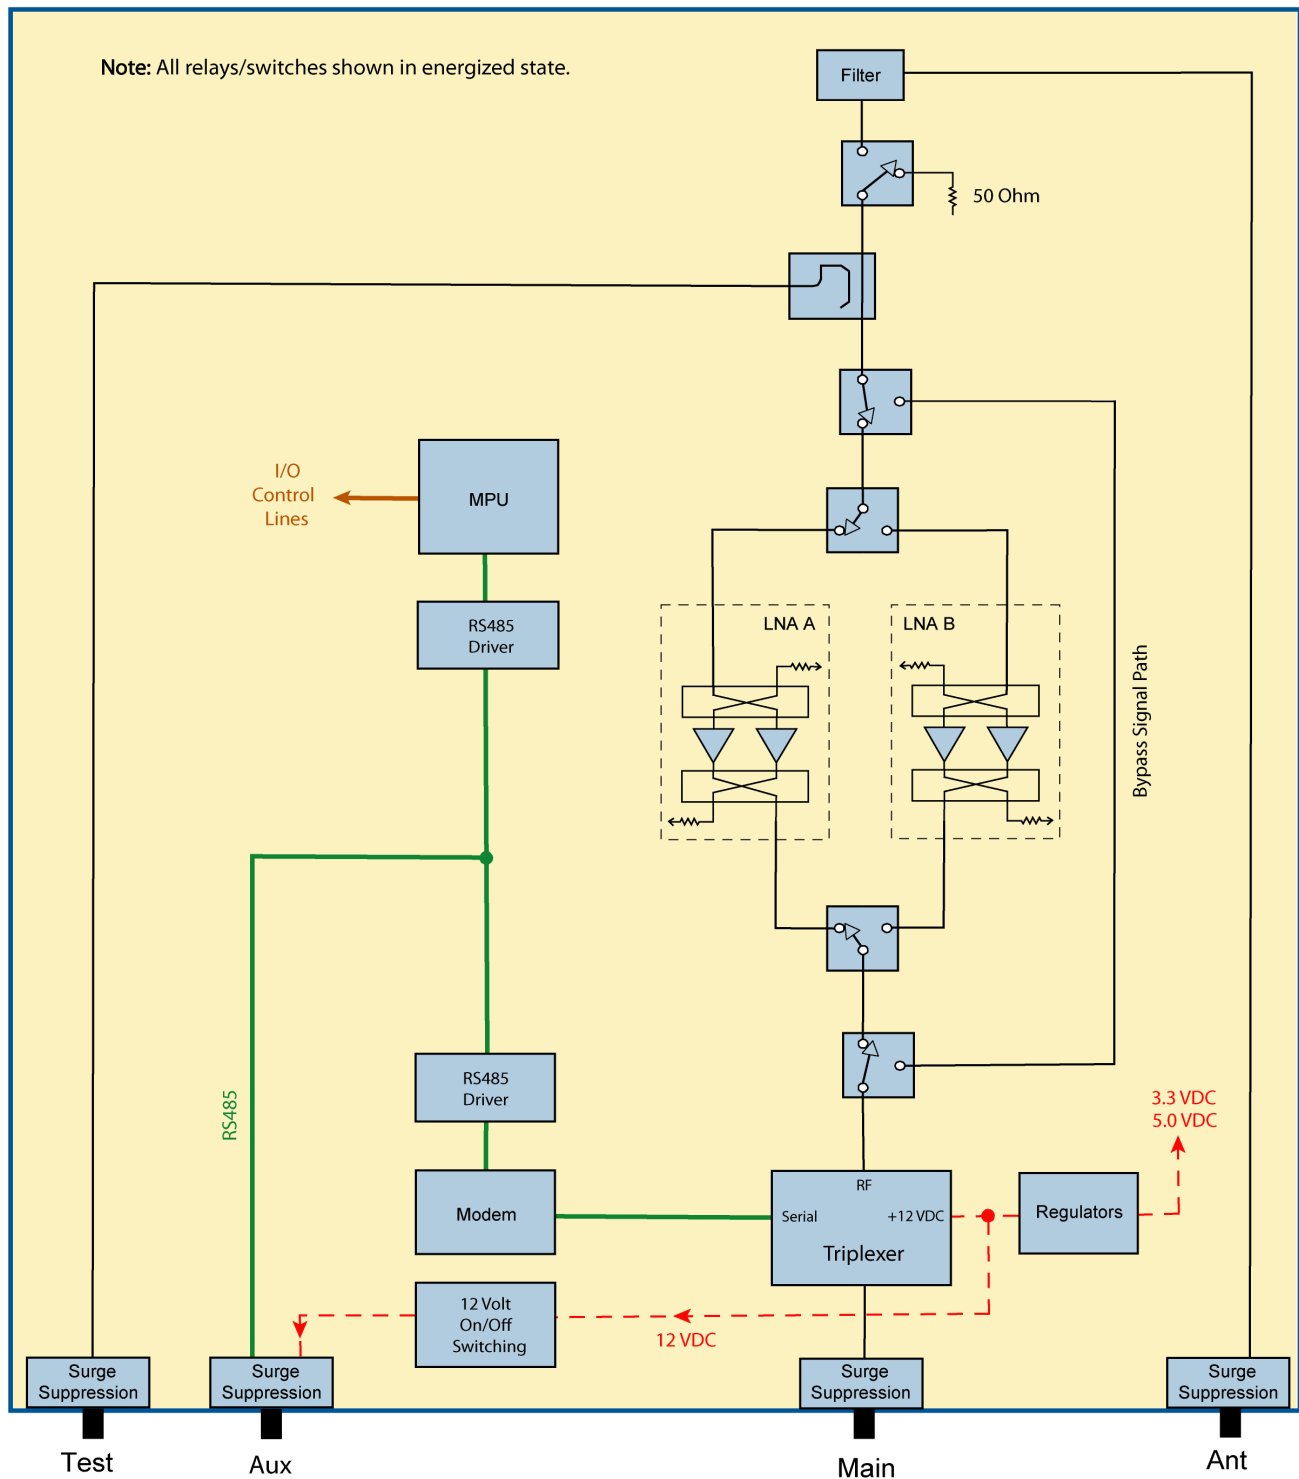 Note: All relays/switches shown in energized state.
Filter
50 Ohm
I/O
Control
Lines
MPU
RS485
Driver
LNA A
LNA B
Bypass Signal Path
RS485
RS485
Driver
Modem
3.3 VDC
5.0 VDC
RF
Serial
+12 VDC
Triplexer
Regulators
12 Volt
On/Off
Switching
12 VDC
Surge
Suppression
Surge
Suppression
Surge
Suppression
Surge
Suppression
Test
Aux
Main
Ant